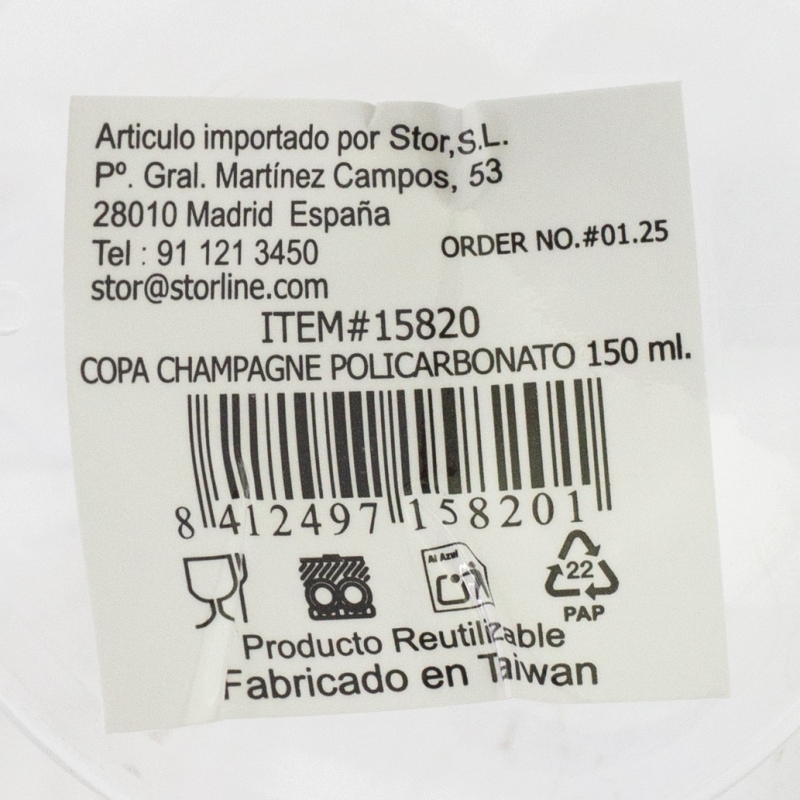 Articulo importado por Stor,S.L.
Pº. Gral. Martínez Campos, 53
28010 Madrid España
Tel : 91 121 3450
ORDER NO.#01.25
stor@storline.com
ITEM#15820
COPA CHAMPAGNE POLICARBONATO 150 ml.
8 412497 158201
Al Azul
22
PAP
Producto Reutilizable
Fabricado en Taiwan